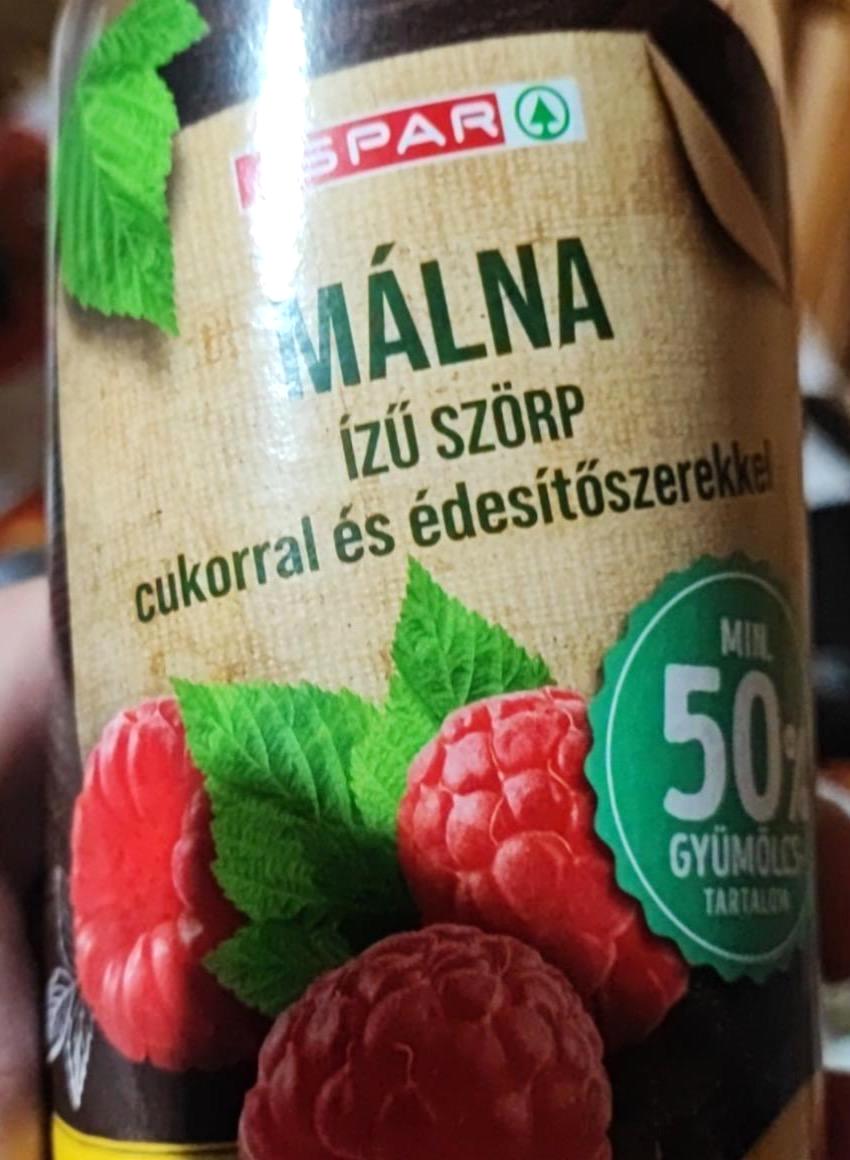 SPAR
MÁLNA
ÍZŰ SZÖRP
cukorral és édesítőszerekkel
MIN.
50%
GYÜMÖLCS-
TARTALOM